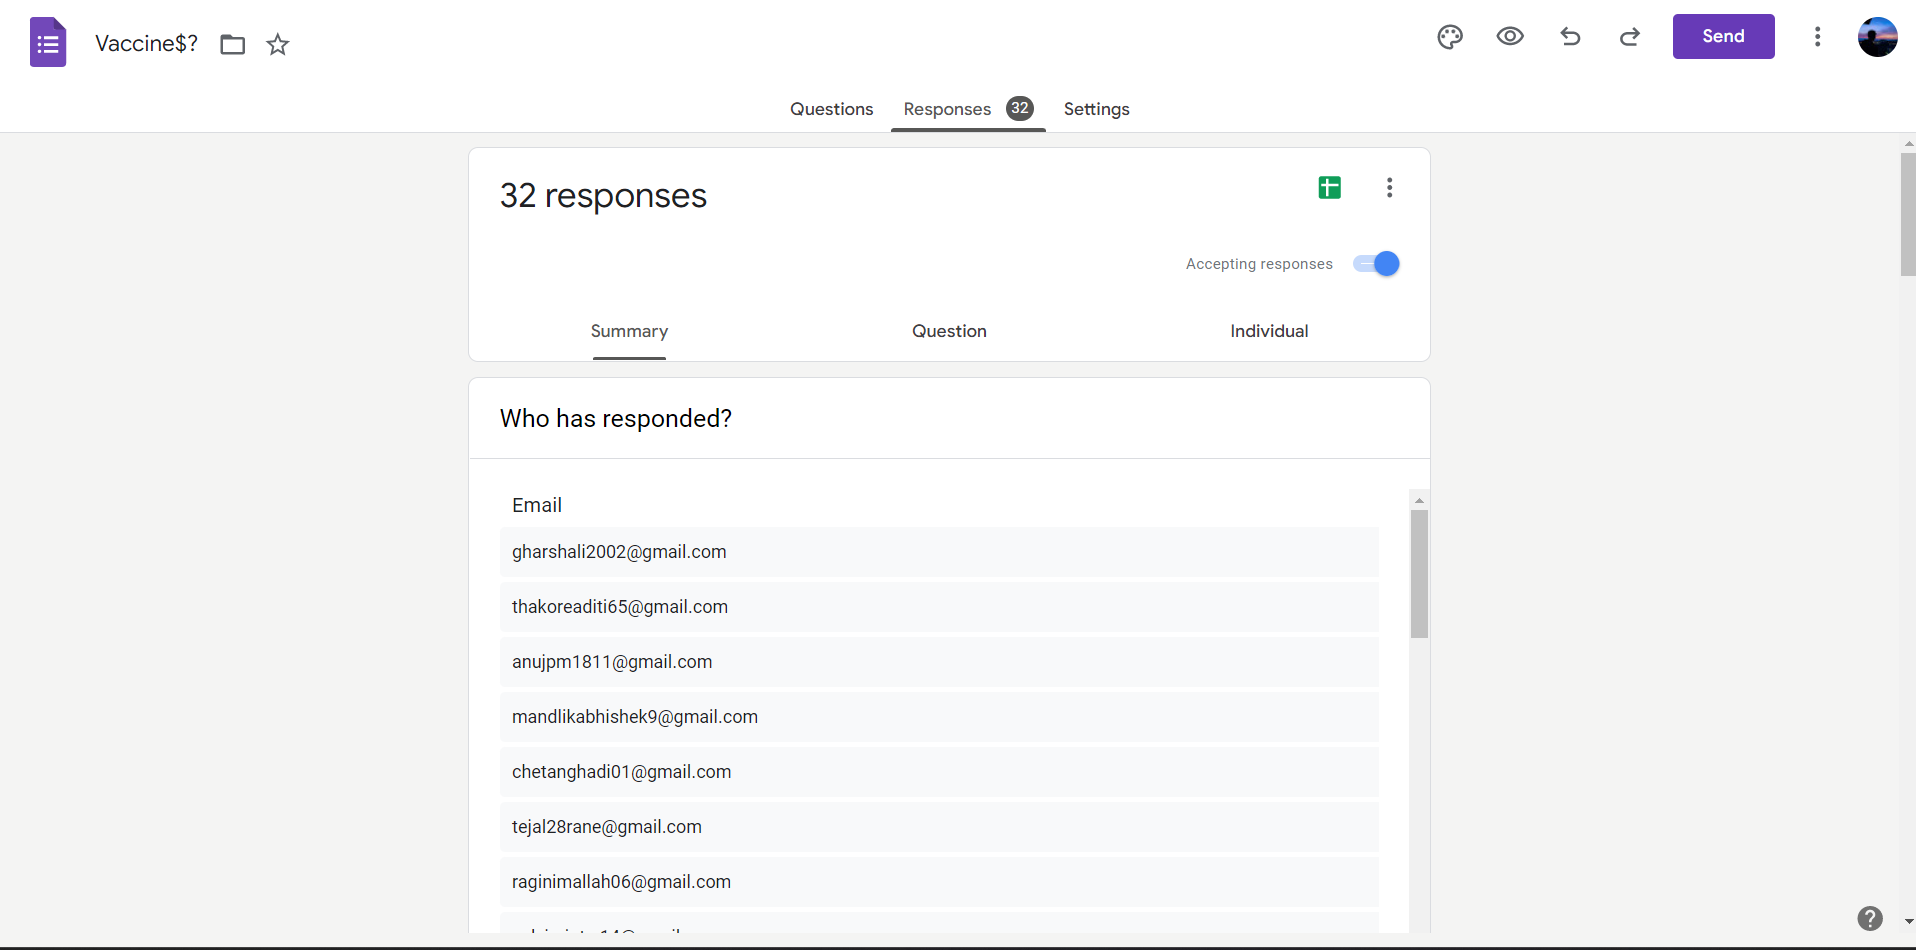 Vaccine$?
Send
Questions Responses 32 Settings
32 responses
Accepting responses
Summary Question Individual
Who has responded?
Email
gharshali2002@gmail.com
thakoreaditi65@gmail.com
anujpm1811@gmail.com
mandlikabhishek9@gmail.com
chetanghadi01@gmail.com
tejal28rane@gmail.com
raginimallah06@gmail.com